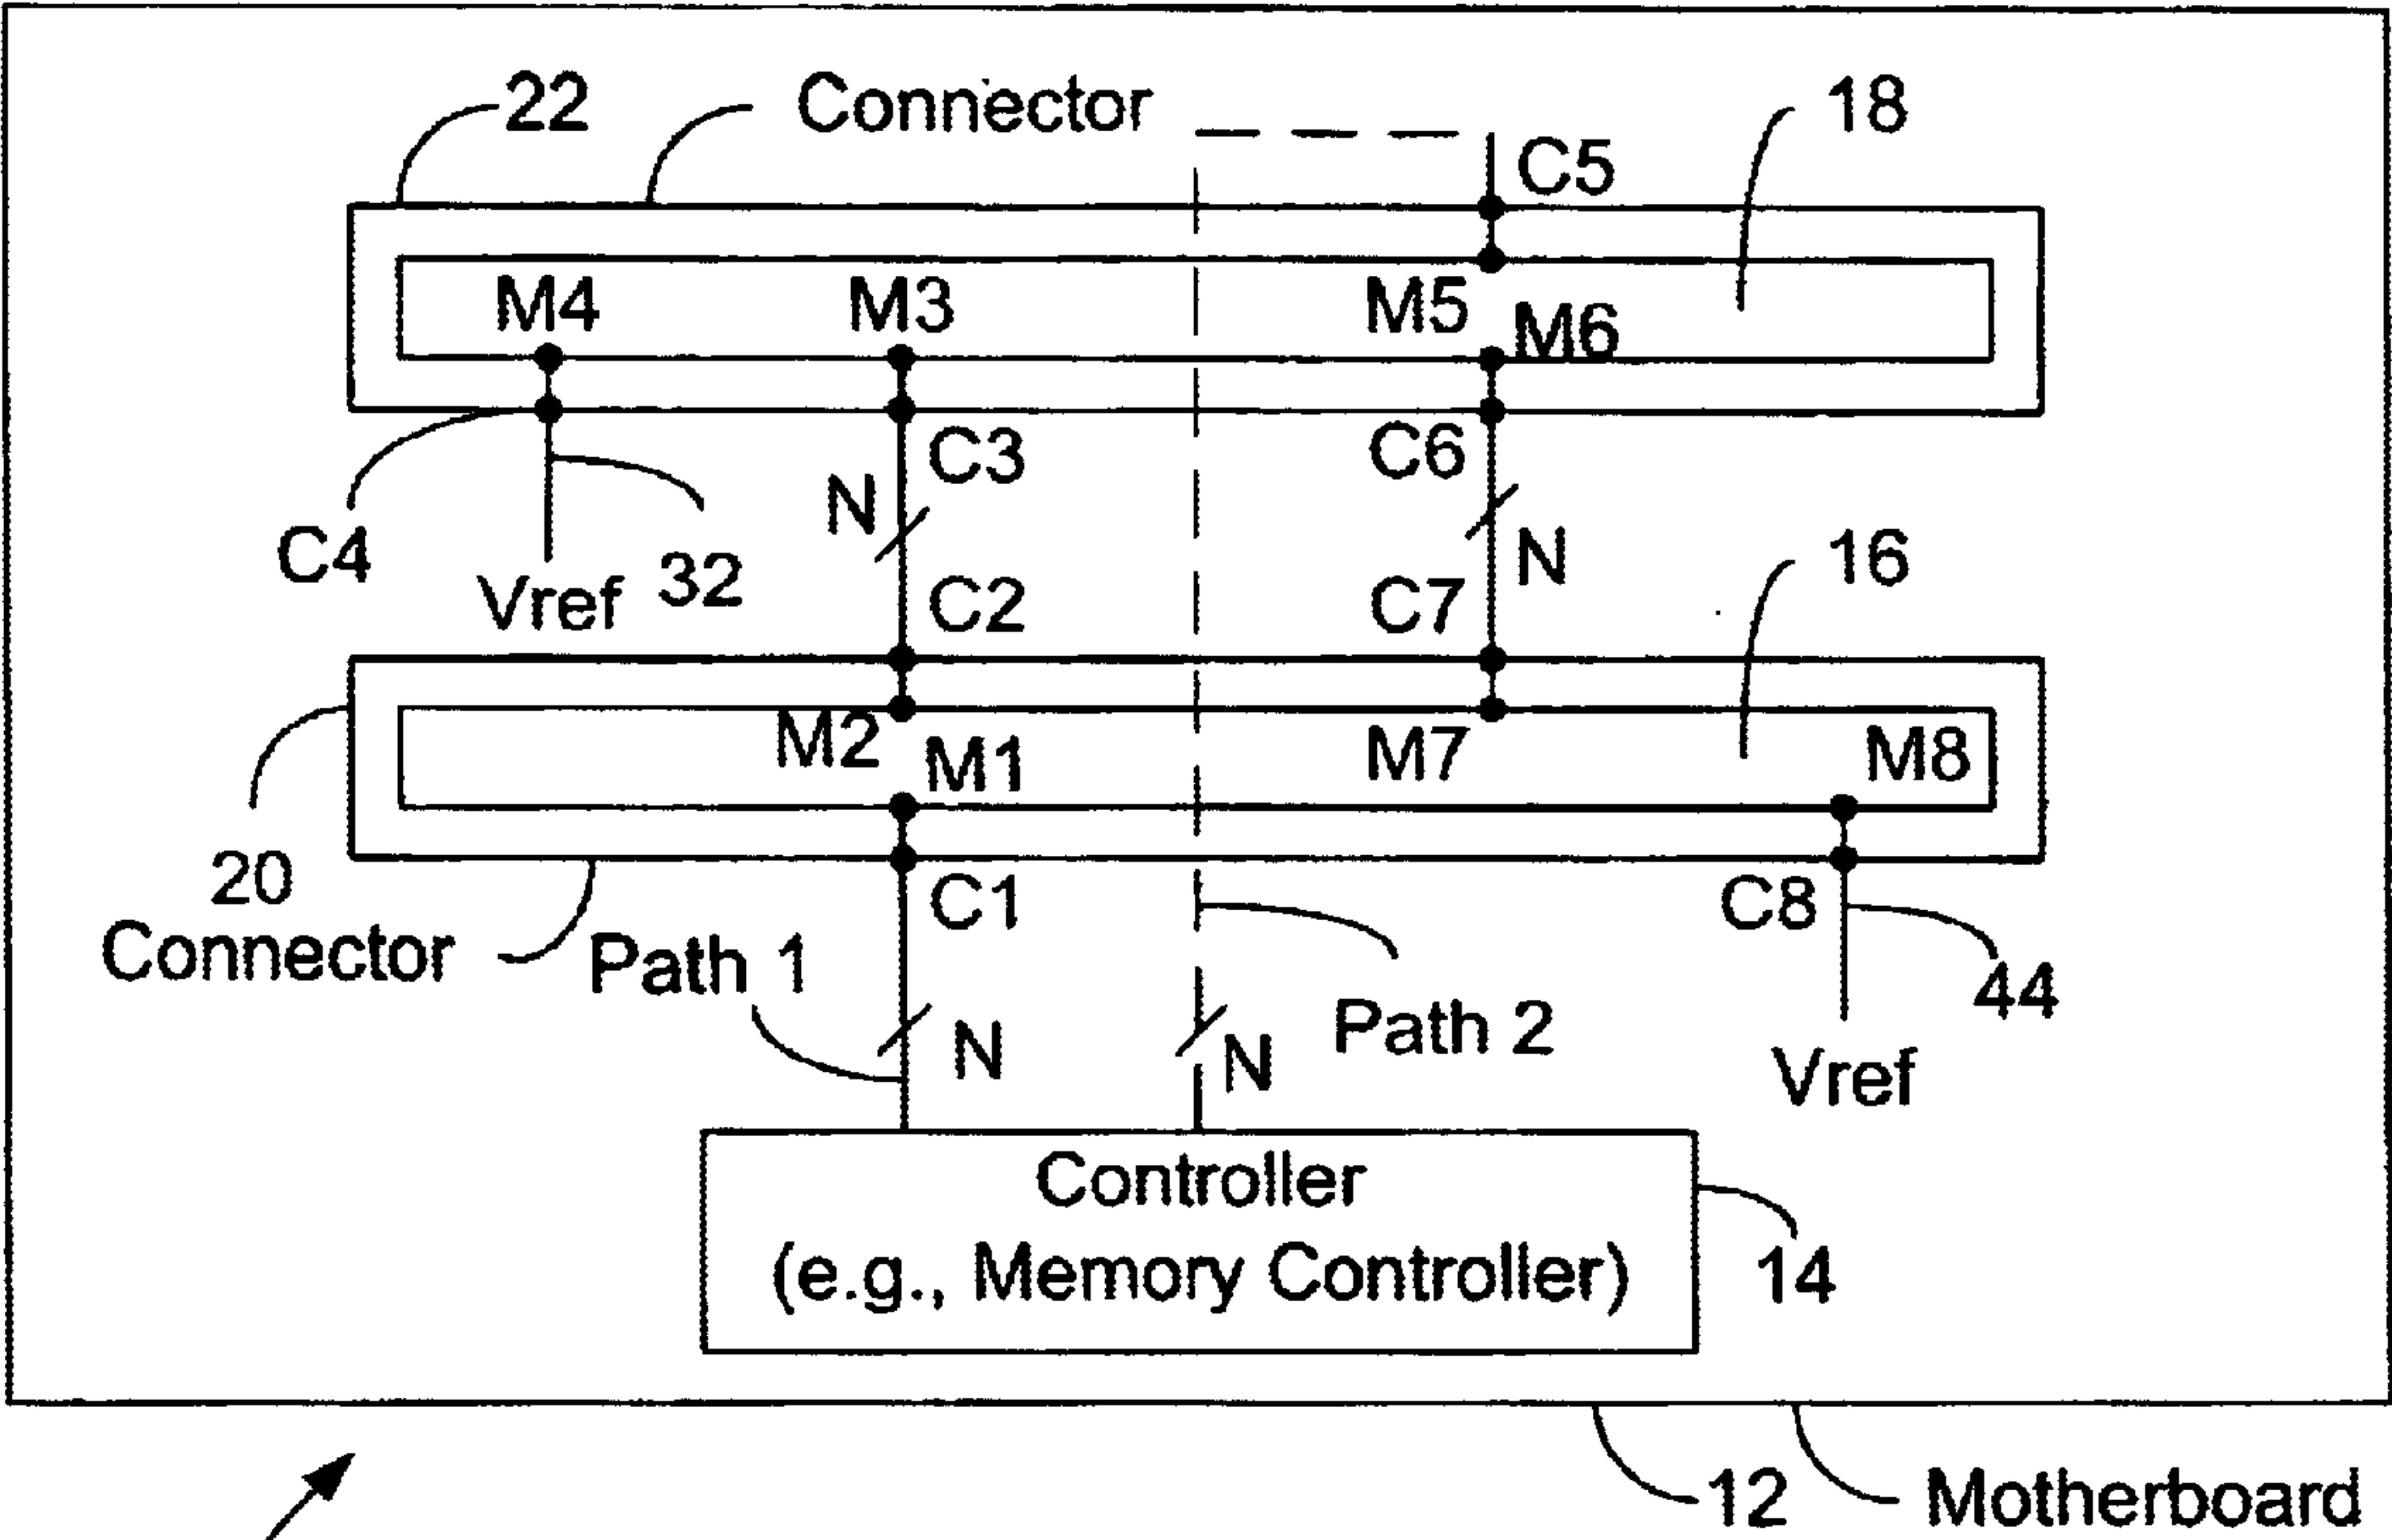 22
Connector
18
C5
M4
M3
M5
M6
C3
C6
N
N
C4
Vref
32
C2
C7
16
M2
M1
M7
M8
20
Connector
Path 1
C1
C8
44
N
N
Path 2
Vref
Controller
(e.g., Memory Controller)
14
12
Motherboard